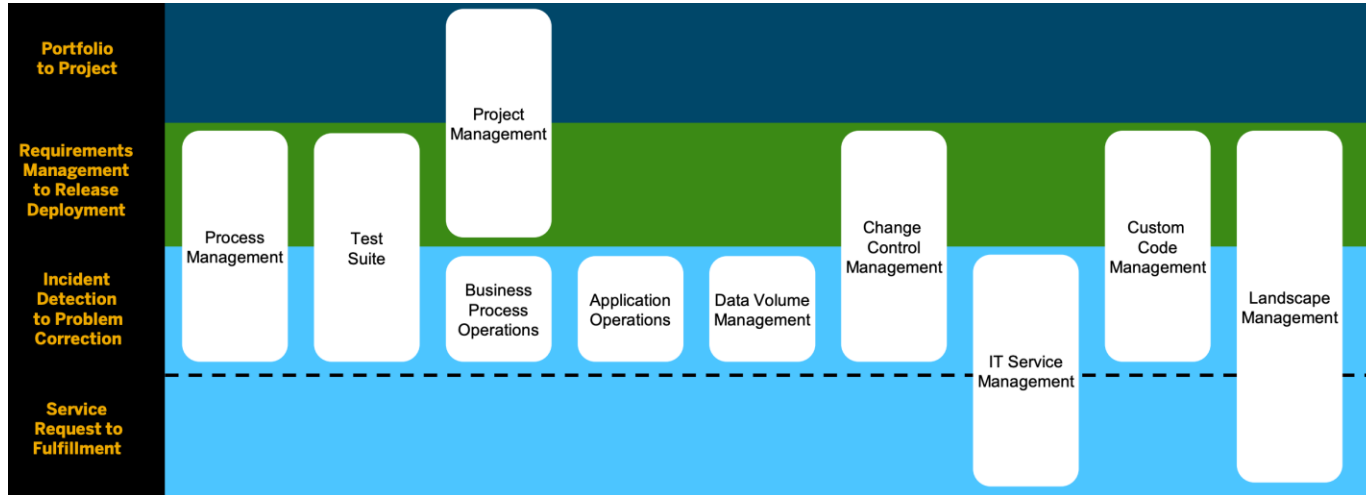 Portfolio
to Project
Requirements
Management
to Release
Deployment
Incident
Detection
to Problem
Correction
Service
Request to
Fulfillment
Process
Management
Test
Suite
Project
Management
Business
Process
Operations
Application
Operations
Data Volume
Management
Change
Control
Management
IT Service
Management
Custom
Code
Management
Landscape
Management